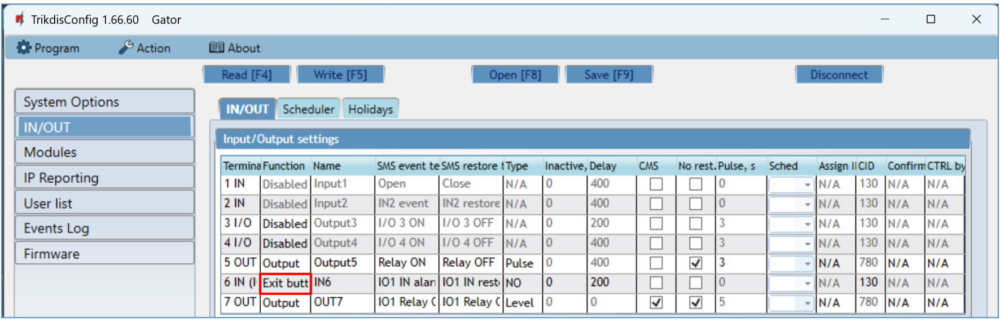 TrikdisConfig 1.66.60 Gator
Program Action About
Read [F4] Write [F5] Open [F8] Save [F9] Disconnect
System Options
IN/OUT
Modules
IP Reporting
User list
Events Log
Firmware
IN/OUT Scheduler Holidays
Input/Output settings
Termina Function Name SMS event te SMS restore t Type Inactive, Delay CMS No rest. Pulse, s Sched Assign I CID Confirm CTRL by
1 IN Disabled Input1 Open Close N/A 0 400 0 N/A 130 N/A N/A
2 IN Disabled Input2 IN2 event IN2 restore N/A 0 400 0 N/A 130 N/A N/A
3 I/O Disabled Output3 I/O 3 ON I/O 3 OFF N/A 0 200 3 N/A 130 N/A N/A
4 I/O Disabled Output4 I/O 4 ON I/O 4 OFF N/A 0 400 3 N/A 130 N/A N/A
5 OUT Output Output5 Relay ON Relay OFF Pulse 0 400 3 N/A 780 N/A N/A
6 IN (I Exit butt IN6 IO1 IN alar IO1 IN rest NO 0 200 0 N/A 130 N/A N/A
7 OUT Output OUT7 IO1 Relay ( IO1 Relay ( Level 0 0 5 N/A 780 N/A N/A